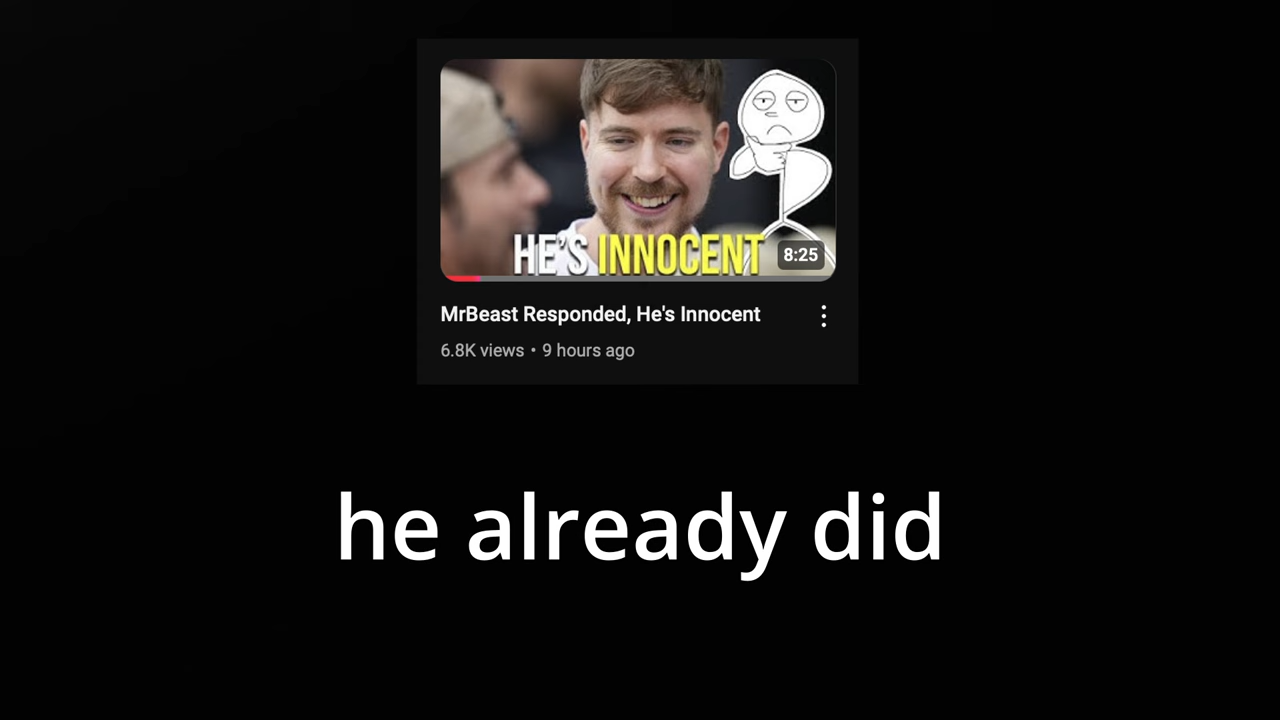 HE'S INNOCENT
8:25
MrBeast Responded, He's Innocent
6.8K views • 9 hours ago
he already did